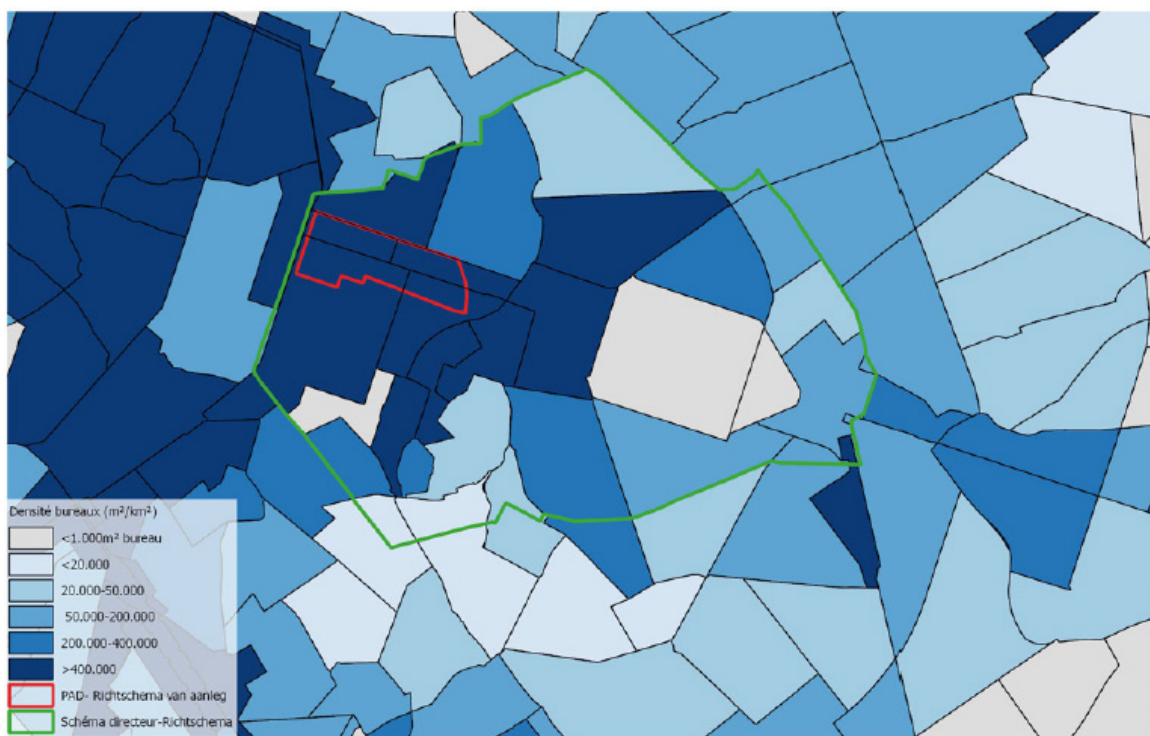 Densité bureaux (m²/km²)
<1.000m² bureau
<20.000
20.000-50.000
50.000-200.000
200.000-400.000
>400.000
PAD- Richtschema van aanleg
Schéma directeur-Richtschema